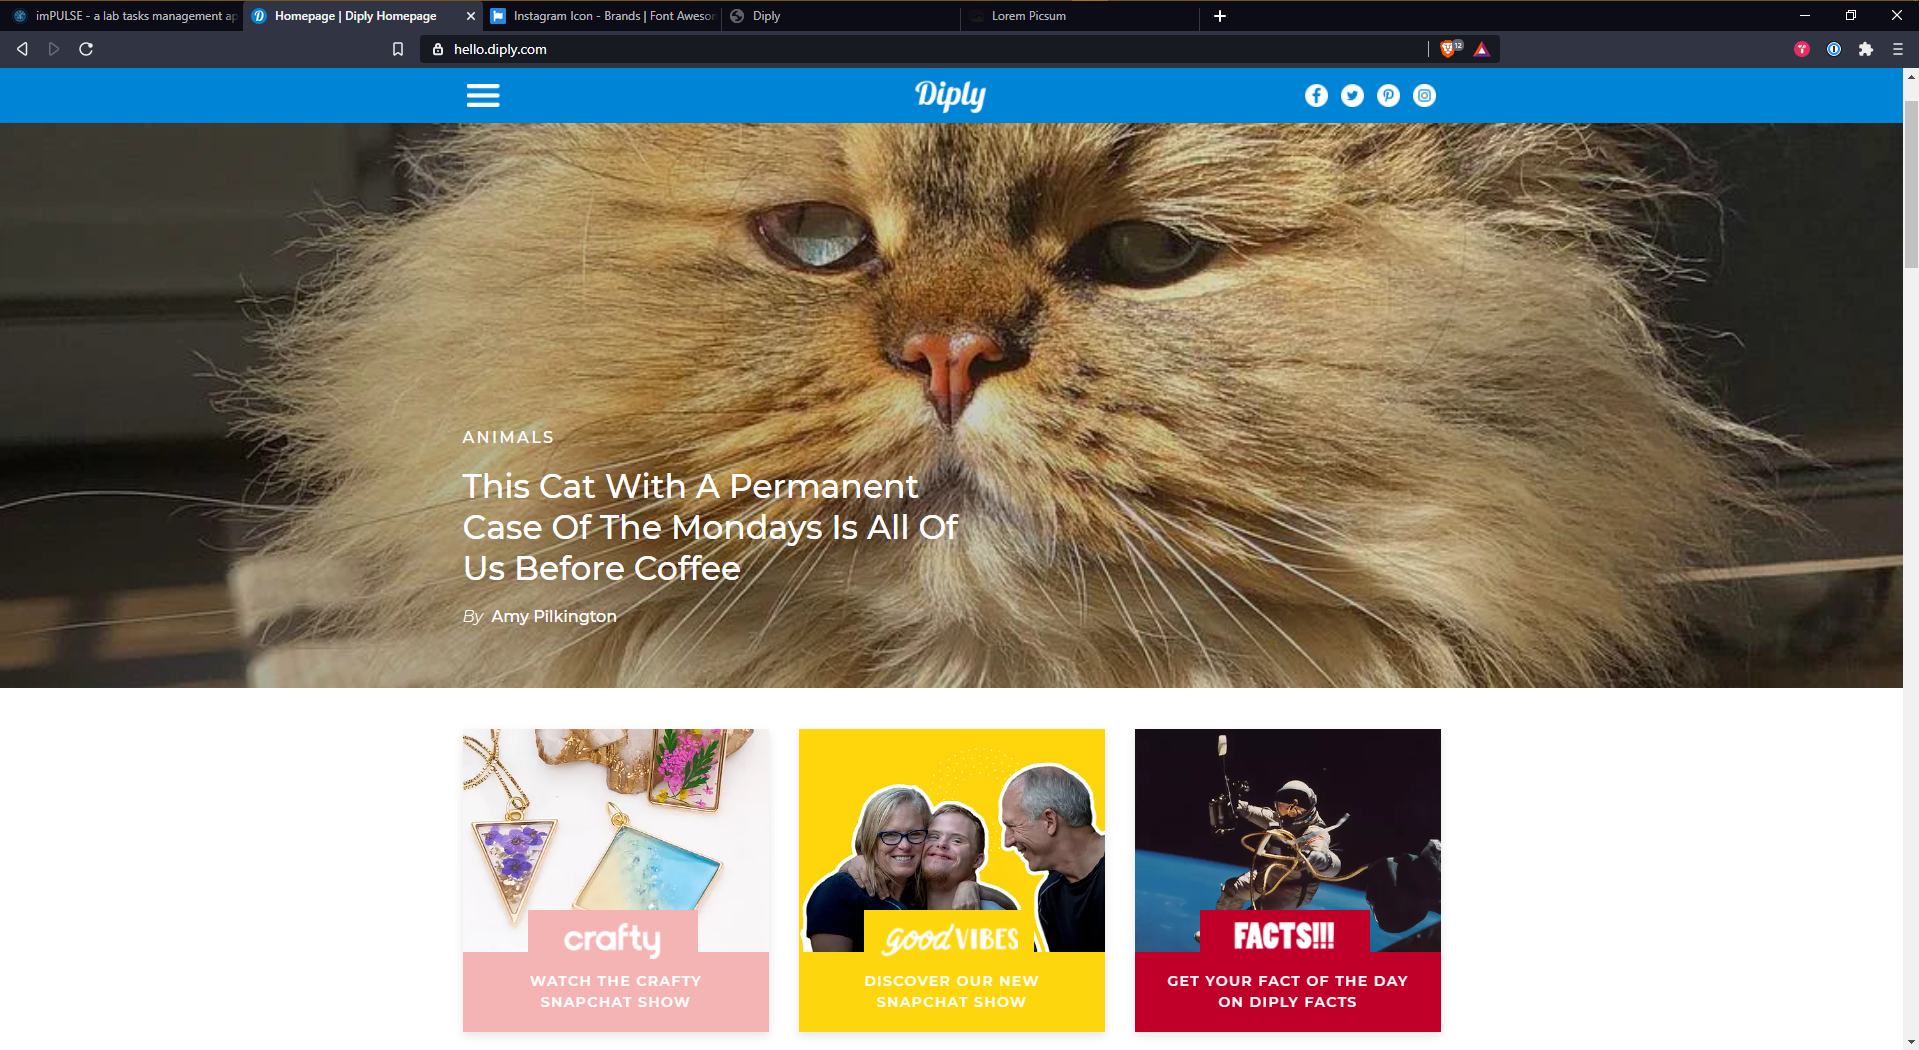 imPULSE - a lab tasks management ap
Homepage | Diply Homepage
Instagram Icon - Brands | Font Aweso
Diply
Lorem Picsum
hello.diply.com
12
Diply
ANIMALS
This Cat With A Permanent
Case Of The Mondays Is All Of
Us Before Coffee
By Amy Pilkington
crafty
WATCH THE CRAFTY
SNAPCHAT SHOW
good VIBES
DISCOVER OUR NEW
SNAPCHAT SHOW
FACTS!!!
GET YOUR FACT OF THE DAY
ON DIPLY FACTS